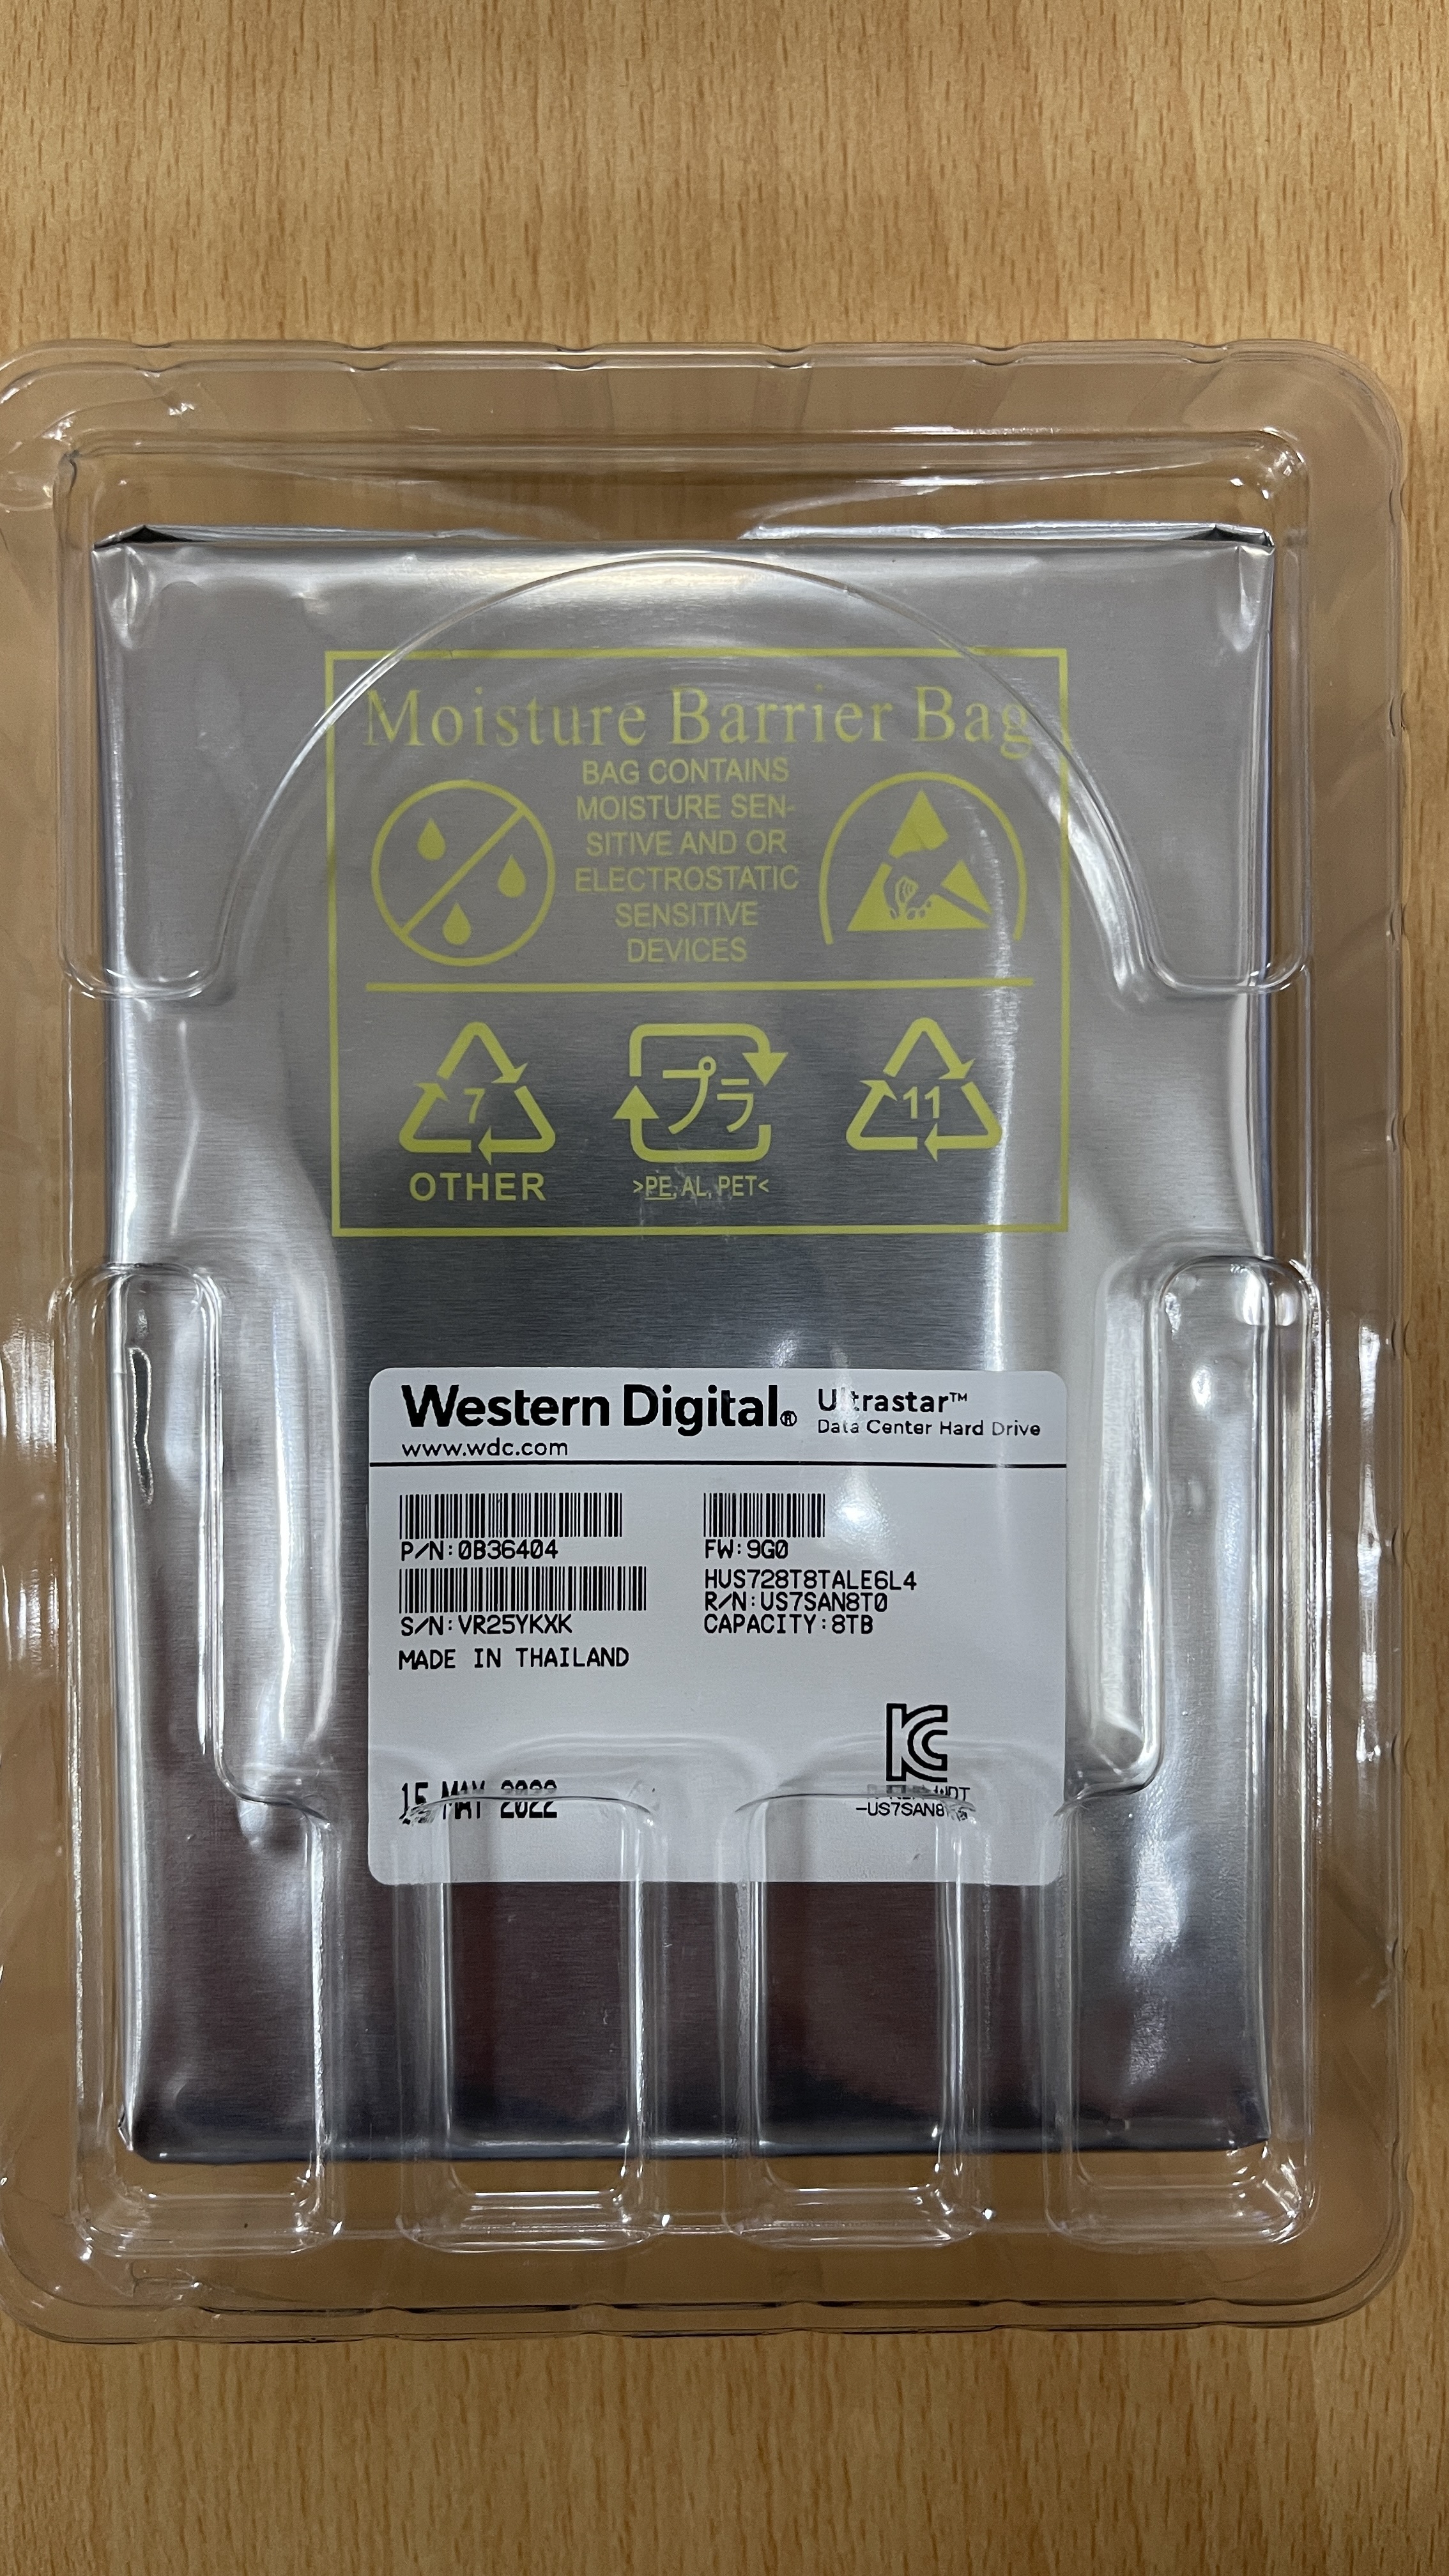 Moisture Barrier Bag
BAG CONTAINS
MOISTURE SEN-
SITIVE AND OR
ELECTROSTATIC
SENSITIVE
DEVICES
7
プラ
11
OTHER
>PE, AL, PET<
Western Digital® Ultrastar™
Data Center Hard Drive
www.wdc.com
P/N:0B36404
FW:9G0
HUS728T8TALE6L4
R/N:US7SAN8T0
S/N:VR25YKXK
CAPACITY:8TB
MADE IN THAILAND
15 MAY 2022